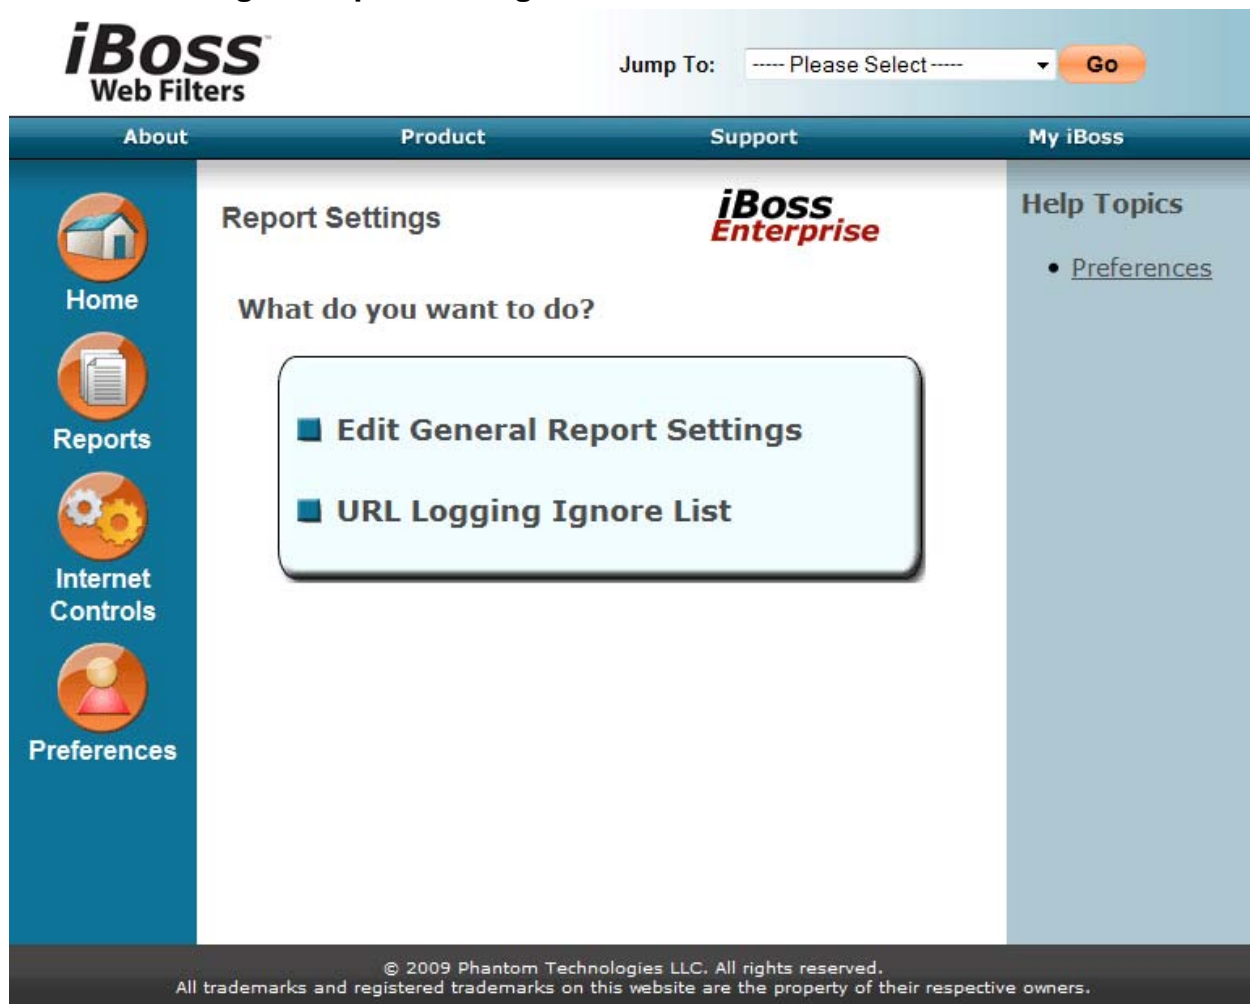 iBoss
Web Filters
Jump To: ----- Please Select ----- Go
About Product Support My iBoss
Home
Reports
Internet
Controls
Preferences
Report Settings
iBoss
Enterprise
What do you want to do?
Edit General Report Settings
URL Logging Ignore List
Help Topics
• Preferences
© 2009 Phantom Technologies LLC. All rights reserved.
All trademarks and registered trademarks on this website are the property of their respective owners.